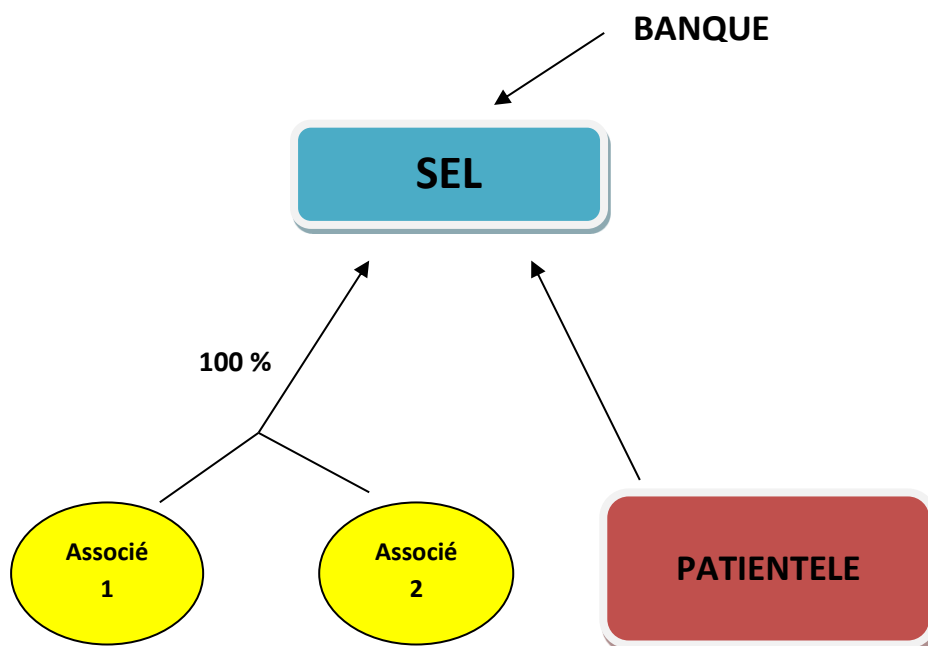 BANQUE
SEL
100 %
Associé
1
Associé
2
PATIENTELE